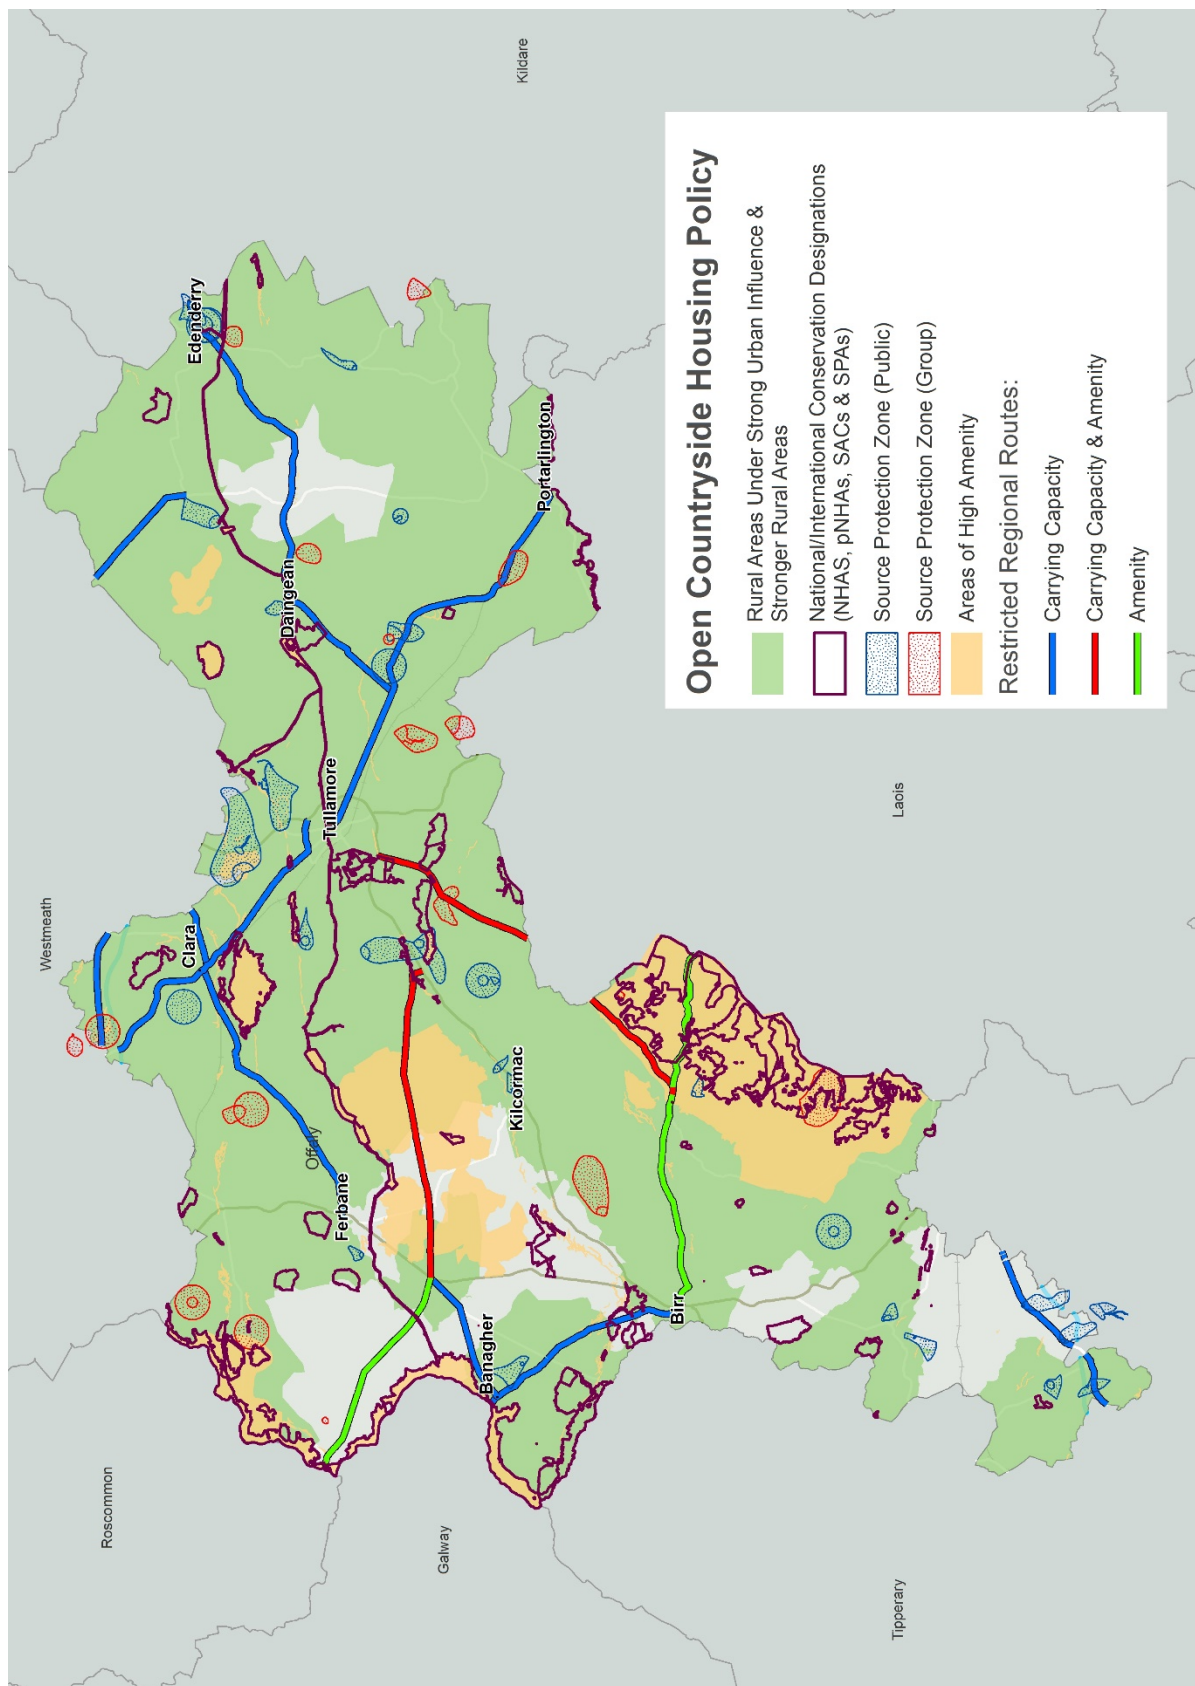 Kildare
Westmeath
Edenderry
Portarlington
Daingean
Tullamore
Clara
Offaly
Ferbane
Kilcormac
Banagher
Birr
Roscommon
Galway
Tipperary
Laois
Open Countryside Housing Policy
Rural Areas Under Strong Urban Influence &
Stronger Rural Areas
National/International Conservation Designations
(NHAS, pNHAs, SACs & SPAs)
Source Protection Zone (Public)
Source Protection Zone (Group)
Areas of High Amenity
Restricted Regional Routes:
Carrying Capacity
Carrying Capacity & Amenity
Amenity